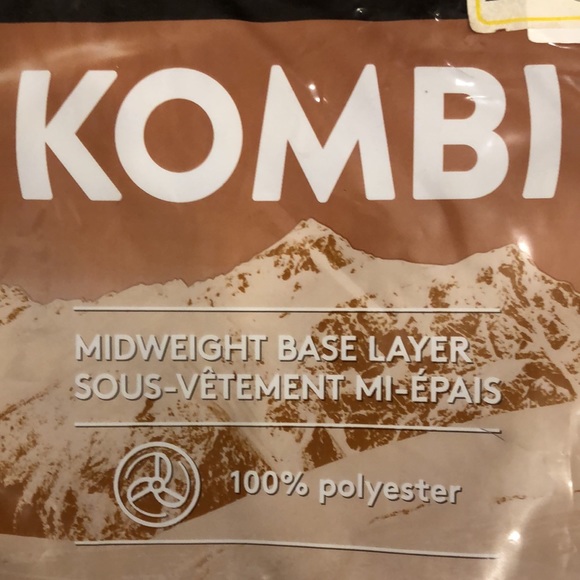 KOMBI
MIDWEIGHT BASE LAYER
SOUS-VÊTEMENT MI-ÉPAIS
100% polyester